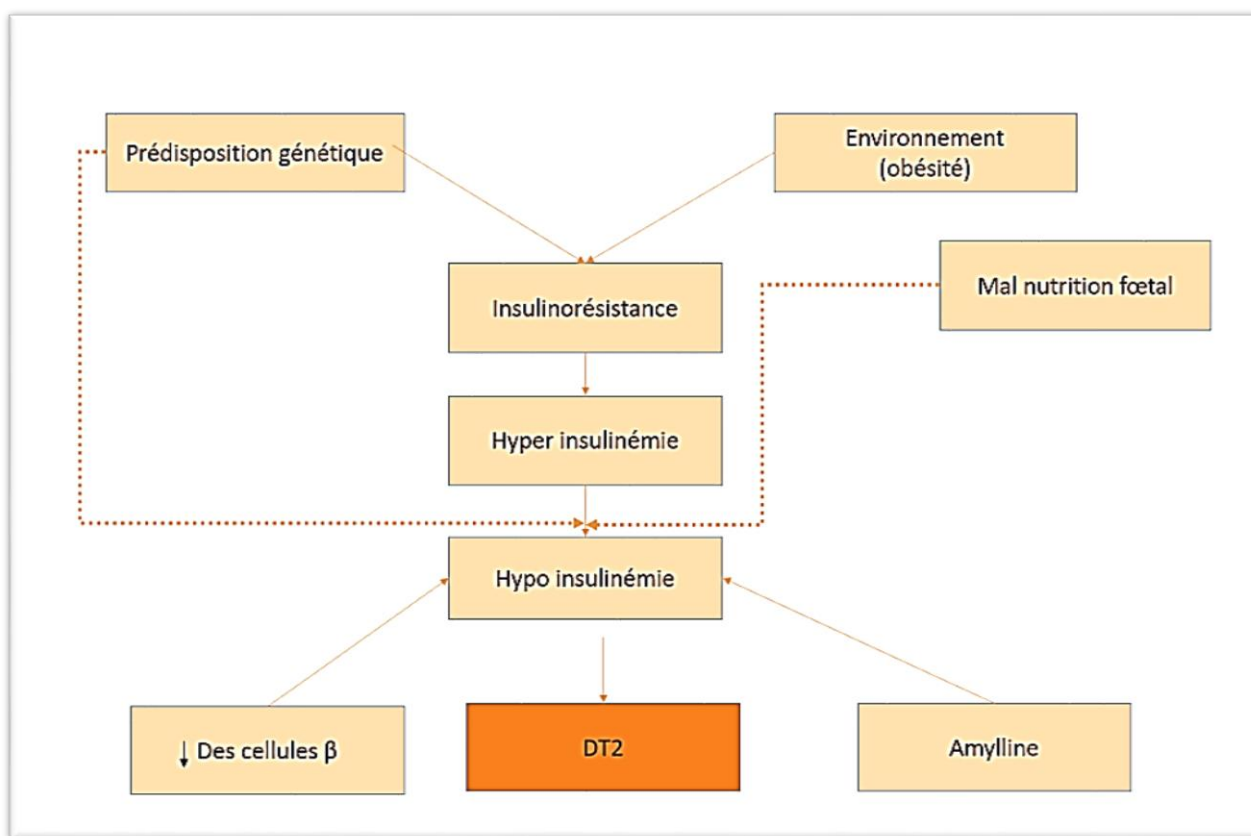 Prédisposition génétique
Environnement
(obésité)
Mal nutrition fœtal
Insulinorésistance
Hyper insulinémie
Hypo insulinémie
↓ Des cellules β
DT2
Amylline